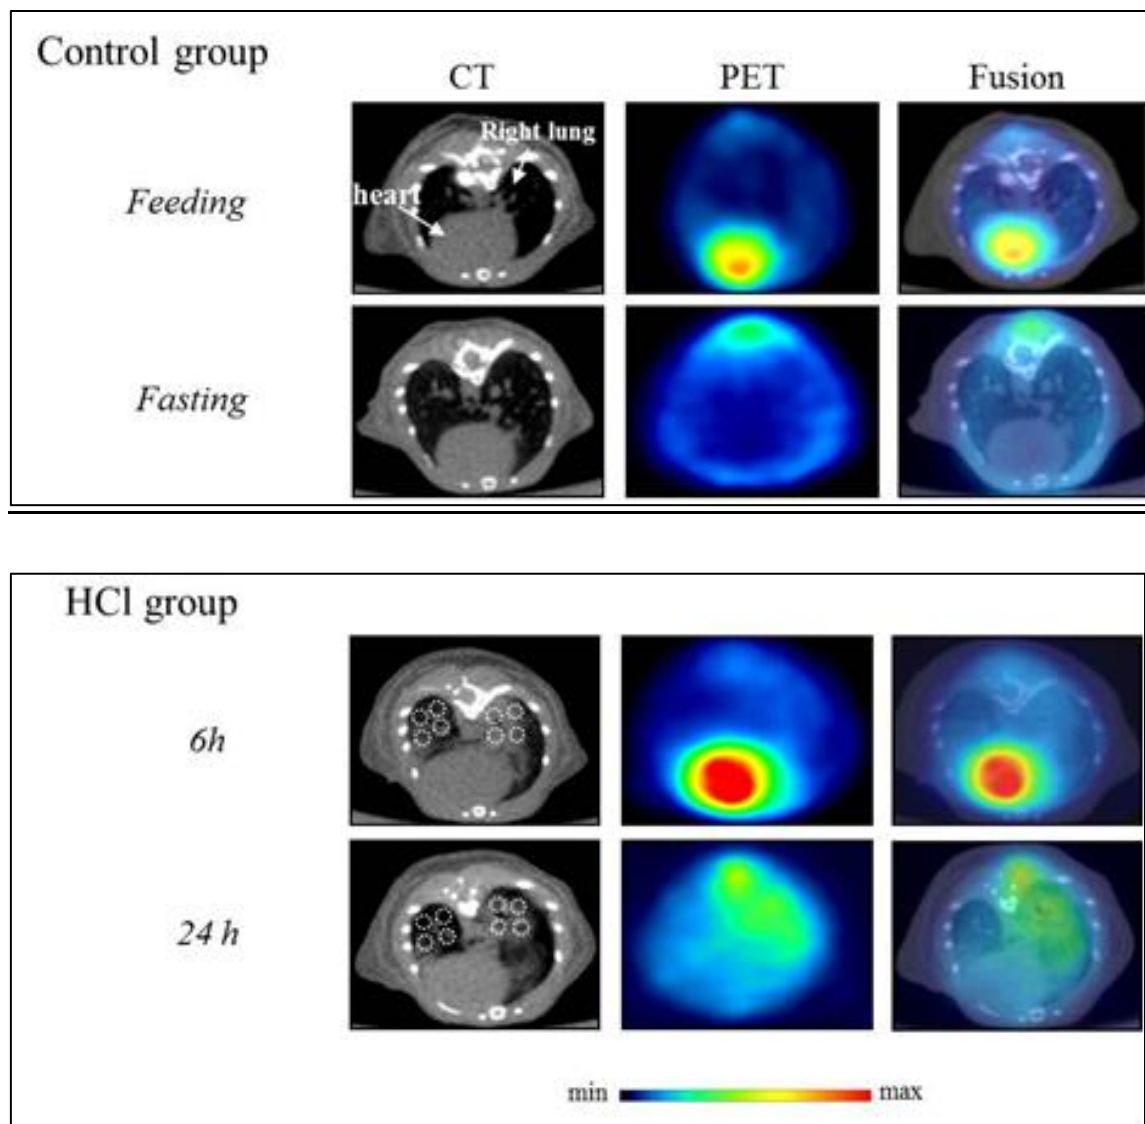 Control group
CT PET Fusion
Feeding
Right lung
heart
Fasting
HCl group
6h
24 h
min max